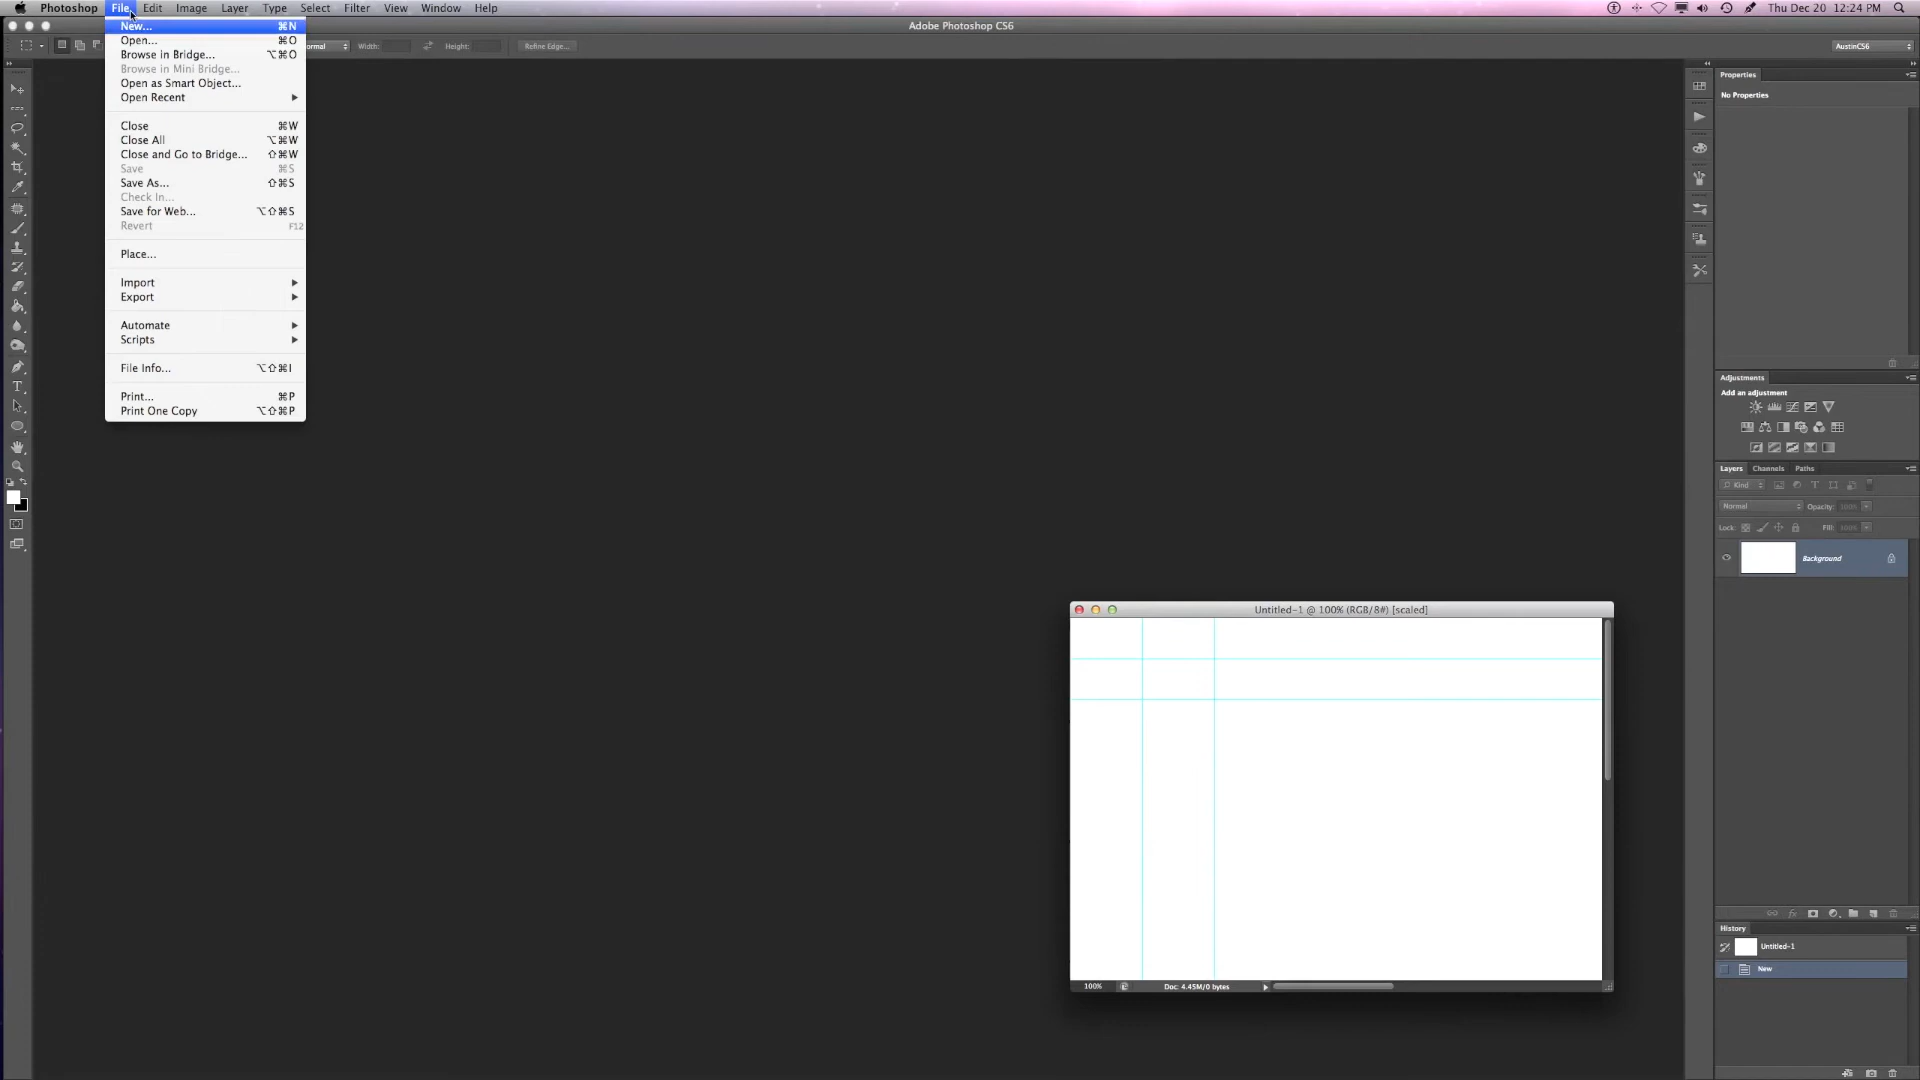 Photoshop File Edit Image Layer Type Select Filter View Window Help Thu Dec 20 12:24 PM
Adobe Photoshop CS6
Width: Height: Refine Edge... AustinCS6
New... ⌘N
Open... ⌘O
Browse in Bridge... ⌥⌘O
Browse in Mini Bridge...
Open as Smart Object...
Open Recent
Close ⌘W
Close All ⌥⌘W
Close and Go to Bridge... ⇧⌘W
Save ⌘S
Save As... ⇧⌘S
Check In...
Save for Web... ⌥⇧⌘S
Revert F12
Place...
Import
Export
Automate
Scripts
File Info... ⌥⇧⌘I
Print... ⌘P
Print One Copy ⌥⇧⌘P
Properties
No Properties
Adjustments
Add an adjustment
Layers Channels Paths
Kind
Normal Opacity: 100%
Lock: Fill: 100%
Background
History
Untitled-1
New
Untitled-1 @ 100% (RGB/8#) [scaled]
100% Doc: 4.45M/0 bytes